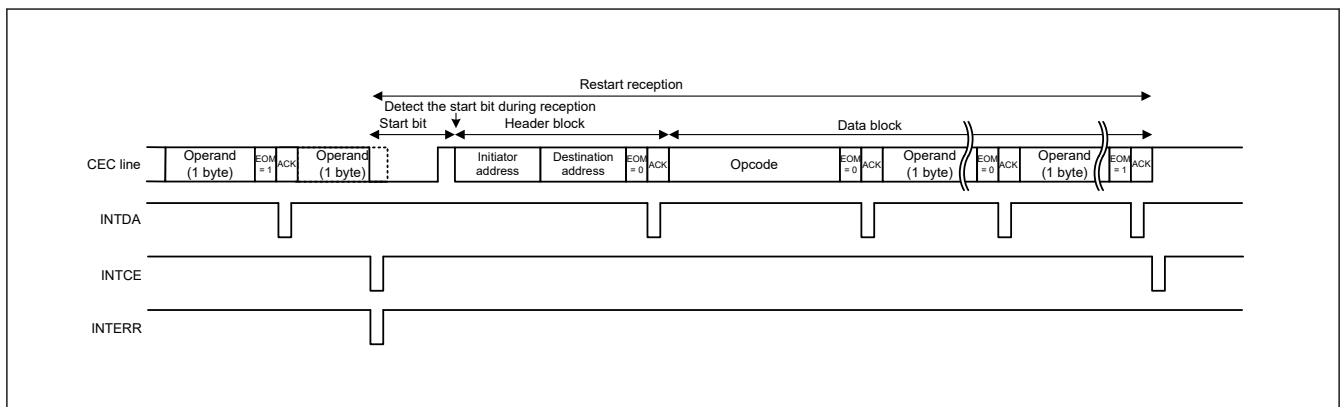 Restart reception
Detect the start bit during reception
Start bit
Header block
Data block
CEC line
Operand
(1 byte)
EOM
= 1
ACK
Operand
(1 byte)
Initiator
address
Destination
address
EOM
= 0
ACK
Opcode
EOM
= 0
ACK
Operand
(1 byte)
EOM
= 0
ACK
Operand
(1 byte)
EOM
= 1
ACK
INTDA
INTCE
INTERR